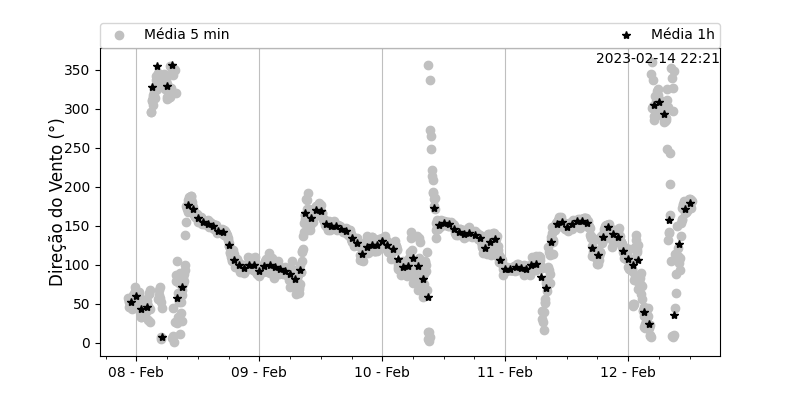 Média 5 min
Média 1h
2023-02-14 22:21
Direção do Vento (°)
350
300
250
200
150
100
50
0
08 - Feb
09 - Feb
10 - Feb
11 - Feb
12 - Feb